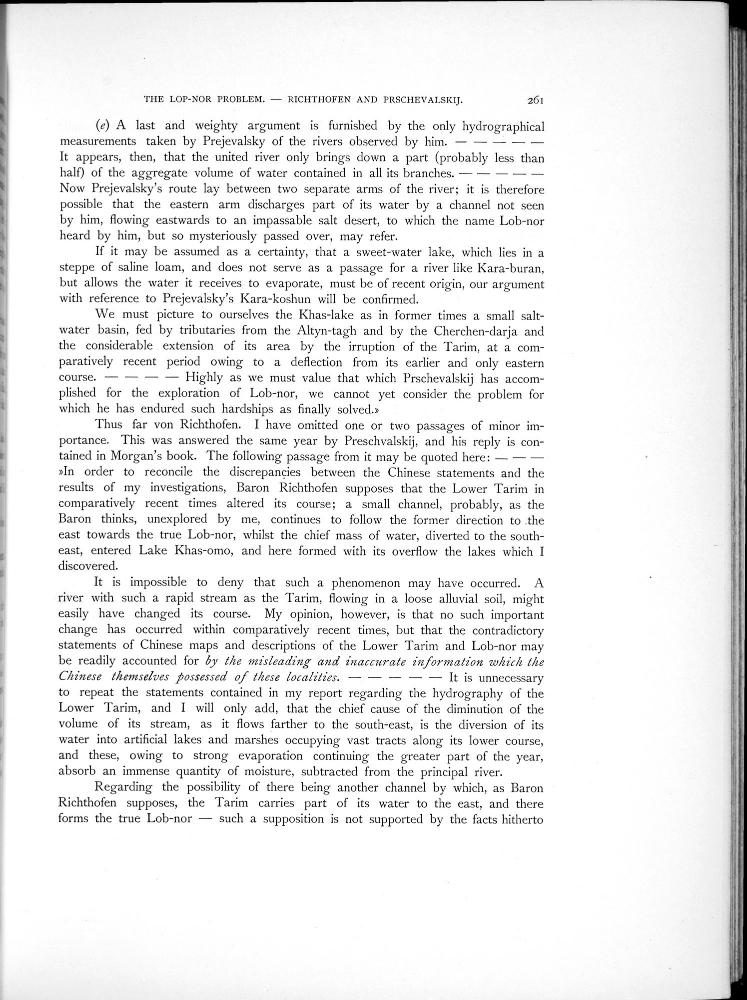 THE LOP-NOR PROBLEM. — RICHTHOFEN AND PRSCHEVALSKIJ. 261
(e) A last and weighty argument is furnished by the only hydrographical
measurements taken by Prejevalsky of the rivers observed by him. — — — — —
It appears, then, that the united river only brings down a part (probably less than
half) of the aggregate volume of water contained in all its branches. — — — — —
Now Prejevalsky's route lay between two separate arms of the river; it is therefore
possible that the eastern arm discharges part of its water by a channel not seen
by him, flowing eastwards to an impassable salt desert, to which the name Lob-nor
heard by him, but so mysteriously passed over, may refer.
If it may be assumed as a certainty, that a sweet-water lake, which lies in a
steppe of saline loam, and does not serve as a passage for a river like Kara-buran,
but allows the water it receives to evaporate, must be of recent origin, our argument
with reference to Prejevalsky's Kara-koshun will be confirmed.
We must picture to ourselves the Khas-lake as in former times a small salt-
water basin, fed by tributaries from the Altyn-tagh and by the Cherchen-darja and
the considerable extension of its area by the irruption of the Tarim, at a com-
paratively recent period owing to a deflection from its earlier and only eastern
course. — — — — Highly as we must value that which Prschevalskij has accom-
plished for the exploration of Lob-nor, we cannot yet consider the problem for
which he has endured such hardships as finally solved.»
Thus far von Richthofen. I have omitted one or two passages of minor im-
portance. This was answered the same year by Preschvalskij, and his reply is con-
tained in Morgan's book. The following passage from it may be quoted here: — — —
»In order to reconcile the discrepancies between the Chinese statements and the
results of my investigations, Baron Richthofen supposes that the Lower Tarim in
comparatively recent times altered its course; a small channel, probably, as the
Baron thinks, unexplored by me, continues to follow the former direction to the
east towards the true Lob-nor, whilst the chief mass of water, diverted to the south-
east, entered Lake Khas-omo, and here formed with its overflow the lakes which I
discovered.
It is impossible to deny that such a phenomenon may have occurred. A
river with such a rapid stream as the Tarim, flowing in a loose alluvial soil, might
easily have changed its course. My opinion, however, is that no such important
change has occurred within comparatively recent times, but that the contradictory
statements of Chinese maps and descriptions of the Lower Tarim and Lob-nor may
be readily accounted for by the misleading and inaccurate information which the
Chinese themselves possessed of these localities. — — — — — It is unnecessary
to repeat the statements contained in my report regarding the hydrography of the
Lower Tarim, and I will only add, that the chief cause of the diminution of the
volume of its stream, as it flows farther to the south-east, is the diversion of its
water into artificial lakes and marshes occupying vast tracts along its lower course,
and these, owing to strong evaporation continuing the greater part of the year,
absorb an immense quantity of moisture, subtracted from the principal river.
Regarding the possibility of there being another channel by which, as Baron
Richthofen supposes, the Tarim carries part of its water to the east, and there
forms the true Lob-nor — such a supposition is not supported by the facts hitherto